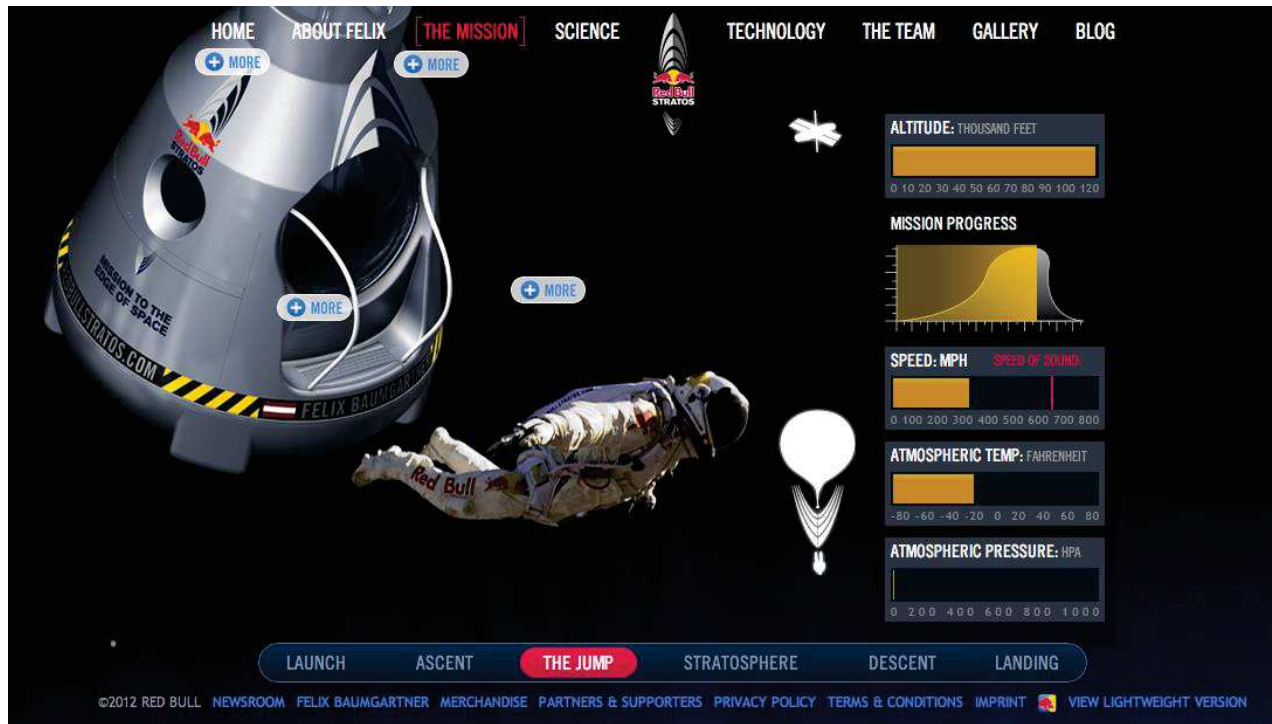 HOME ABOUT FELIX [THE MISSION] SCIENCE TECHNOLOGY THE TEAM GALLERY BLOG
MORE MORE
Red Bull
STRATOS
Red Bull
STRATOS
ALTITUDE: THOUSAND FEET
0 10 20 30 40 50 60 70 80 90 100 120
MISSION PROGRESS
MISSION TO THE
EDGE OF SPACE
MORE
MORE
REDBULLSTRATOS.COM
FELIX BAUMGARTNER
SPEED: MPH SPEED OF SOUND:
0 100 200 300 400 500 600 700 800
ATMOSPHERIC TEMP: FAHRENHEIT
-80 -60 -40 -20 0 20 40 60 80
Red Bull
ATMOSPHERIC PRESSURE: HPA
0 200 400 600 800 1000
LAUNCH ASCENT THE JUMP STRATOSPHERE DESCENT LANDING
©2012 RED BULL NEWSROOM FELIX BAUMGARTNER MERCHANDISE PARTNERS & SUPPORTERS PRIVACY POLICY TERMS & CONDITIONS IMPRINT VIEW LIGHTWEIGHT VERSION